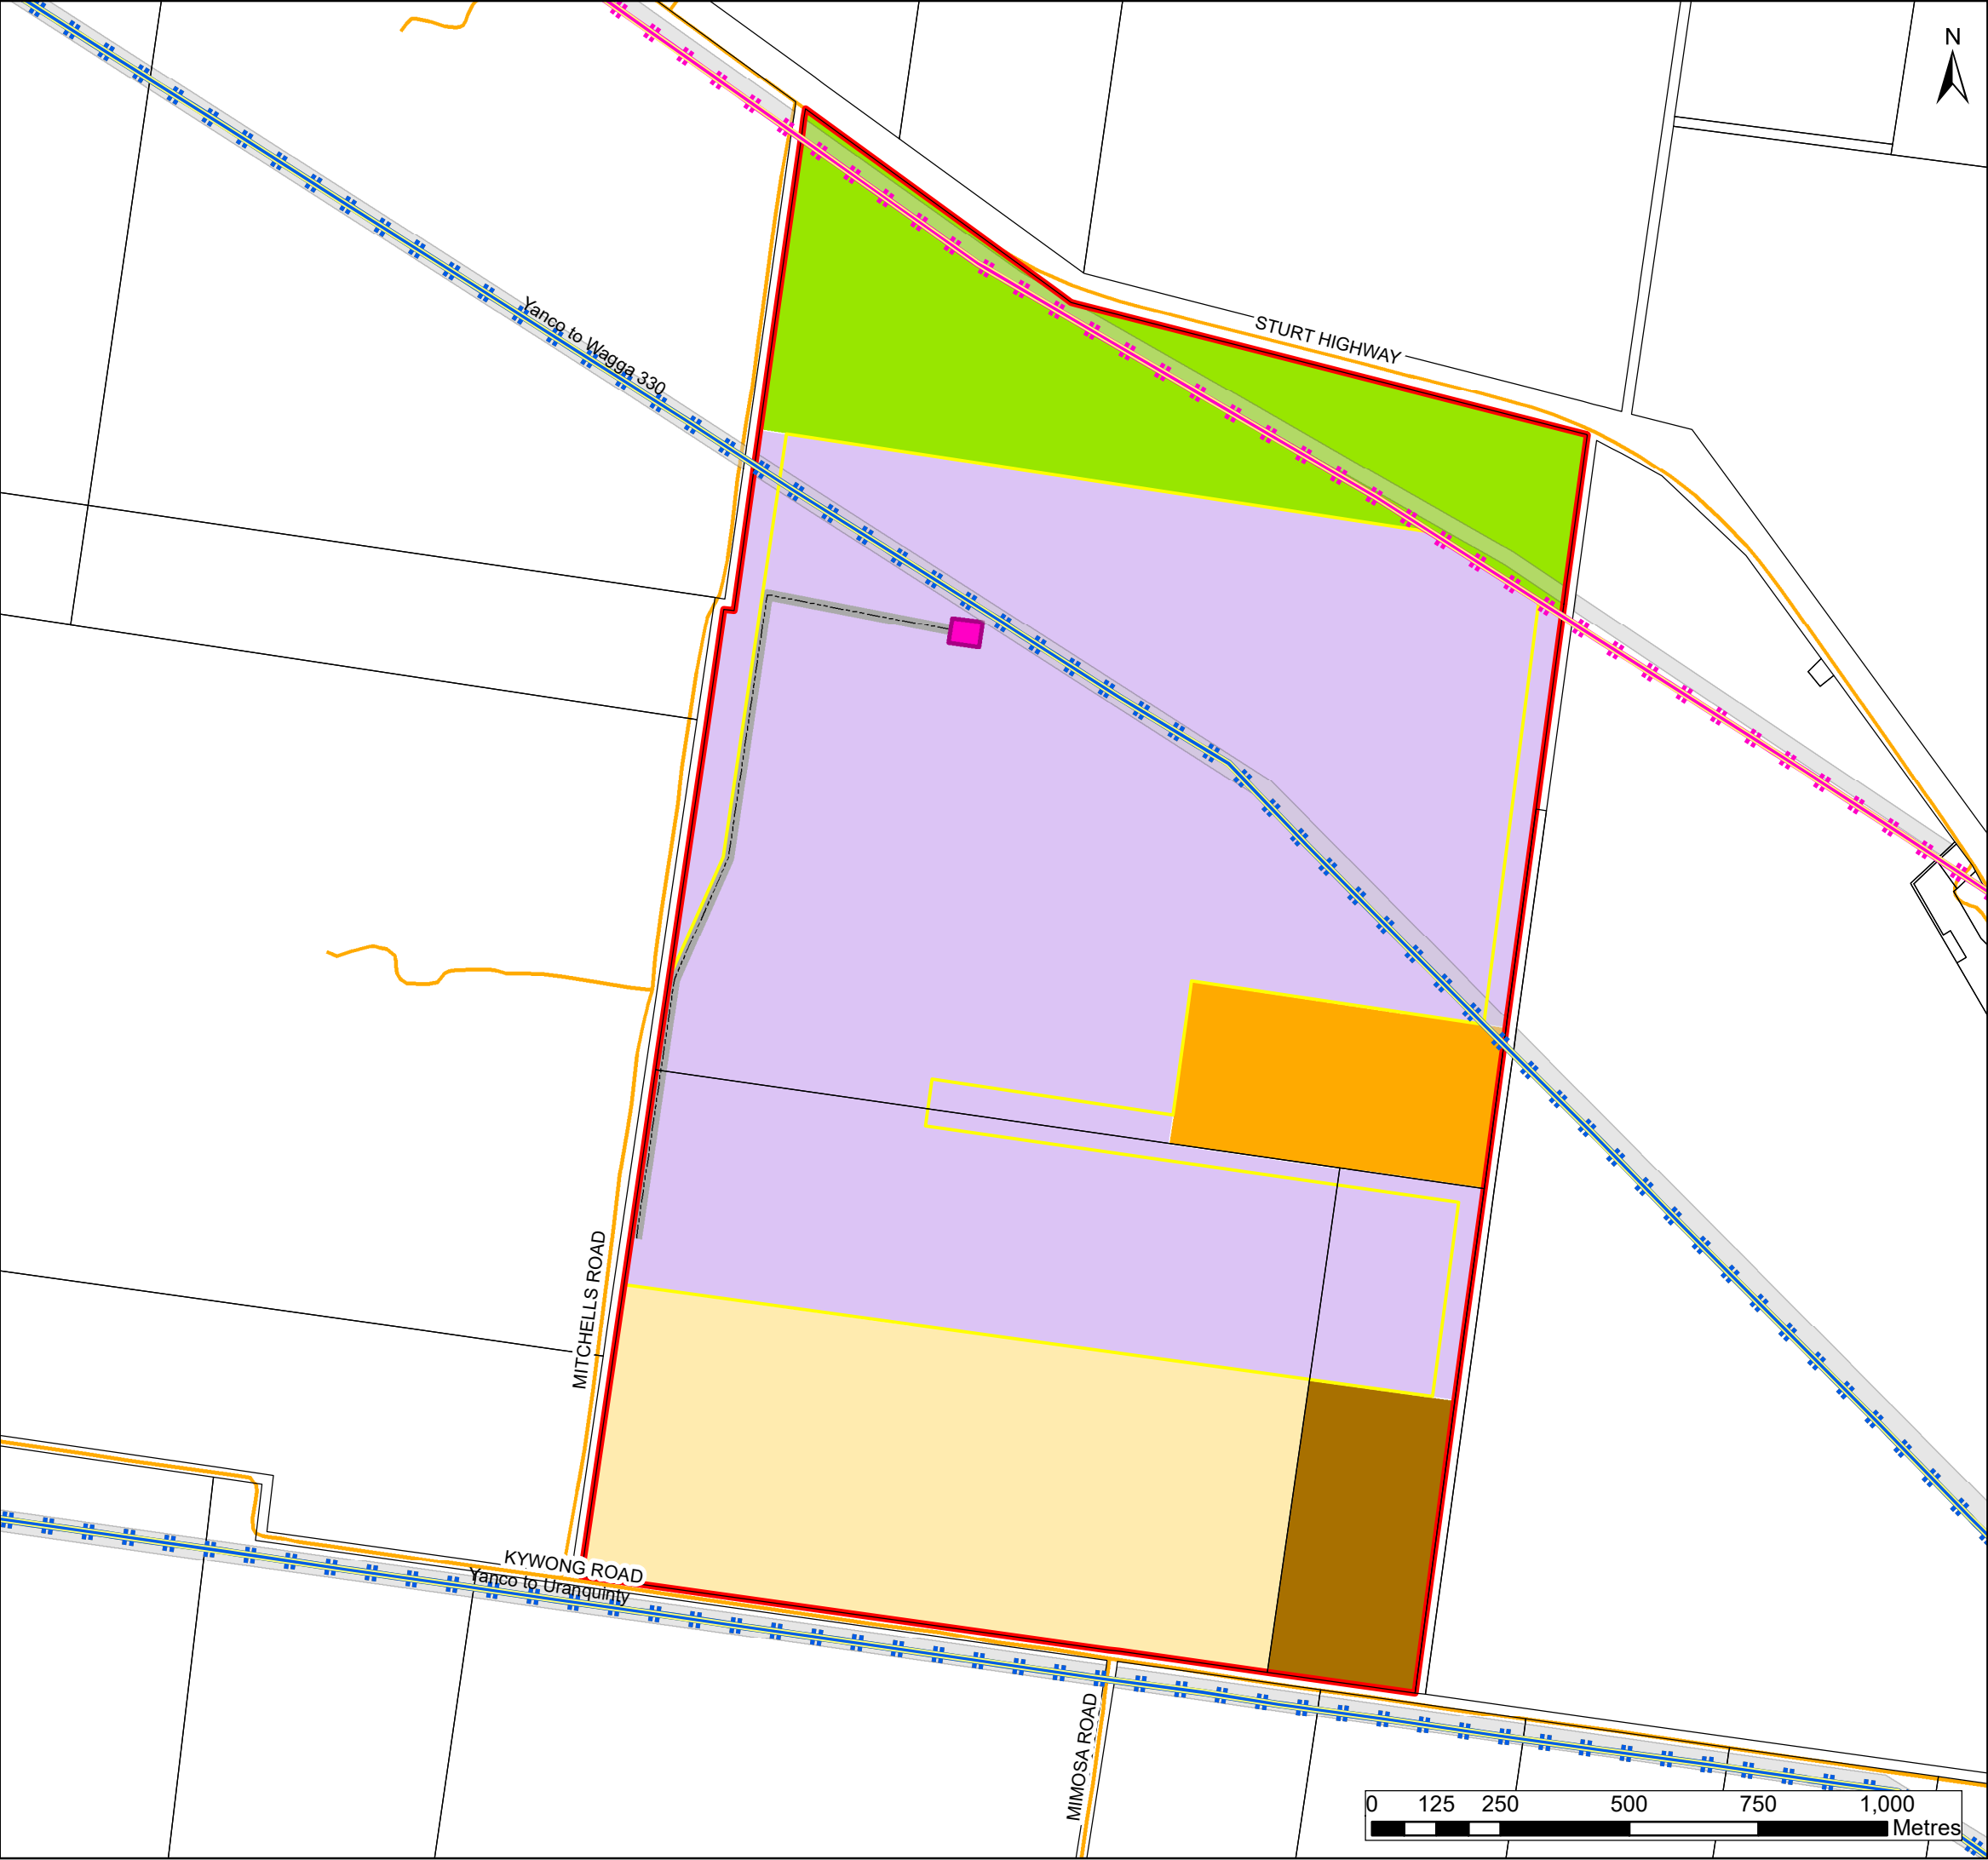 N
STURT HIGHWAY
Yanco to Wagga 330
MITCHELLS ROAD
KYWONG ROAD
Yanco to Uranquinty
MIMOSA ROAD
0 125 250 500 750 1,000
Metres